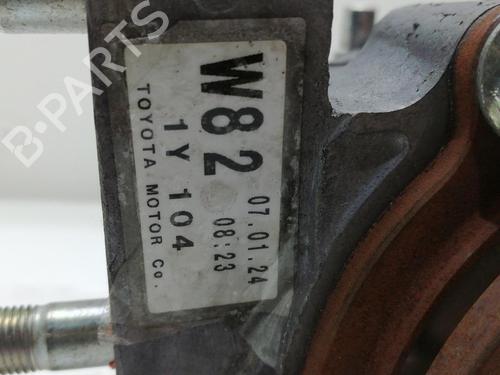 W82
07.01.24
1Y 104
08:23
TOYOTA MOTOR Co.
B-PARTS